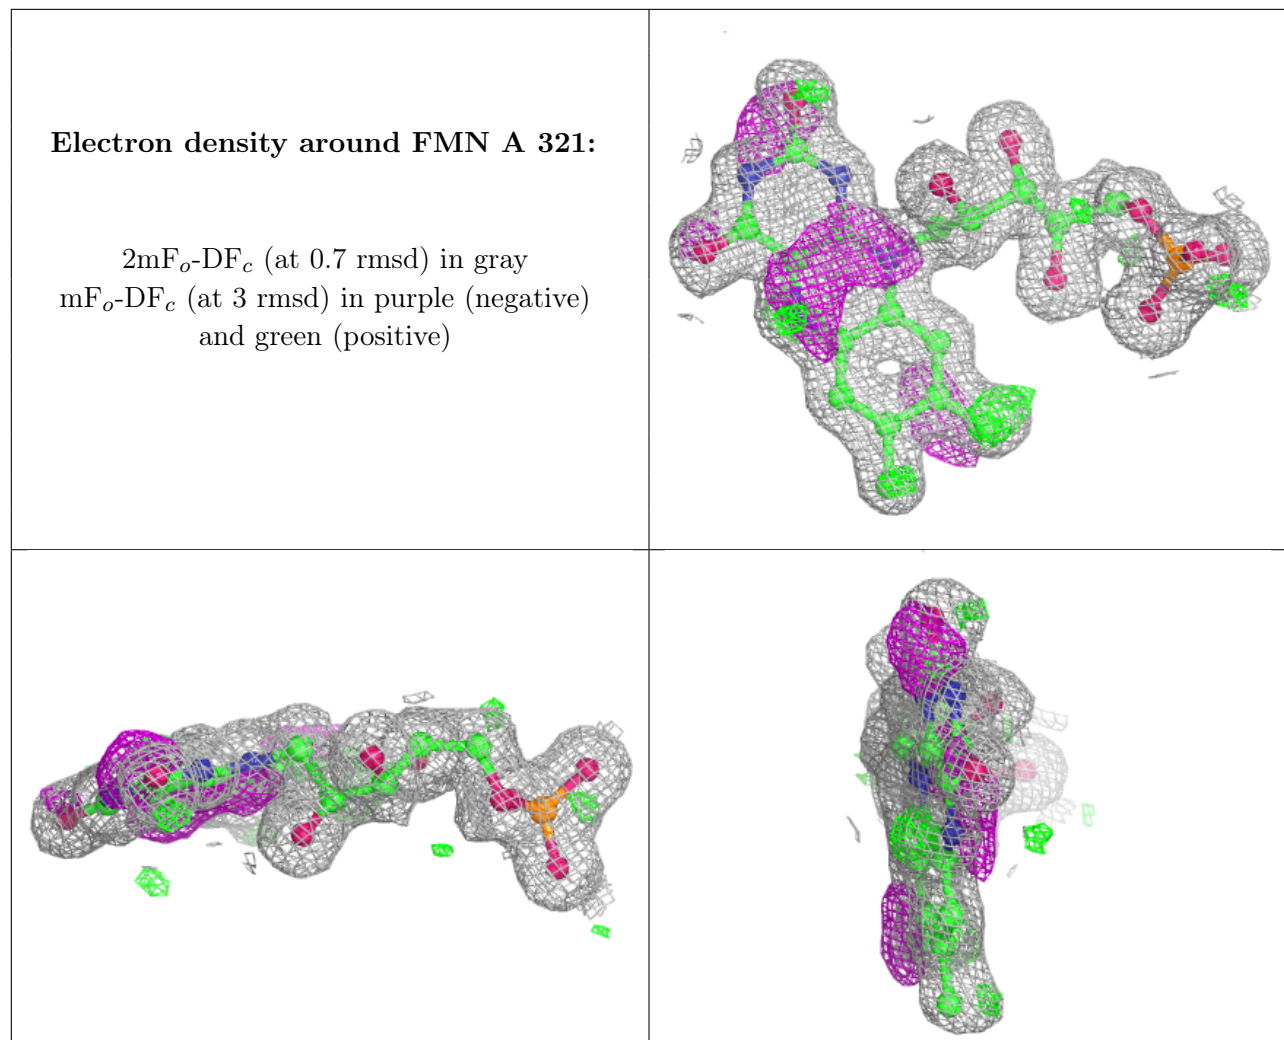 Electron density around FMN A 321:
2mFₒ-DF𝒸 (at 0.7 rmsd) in gray
mFₒ-DF𝒸 (at 3 rmsd) in purple (negative)
and green (positive)